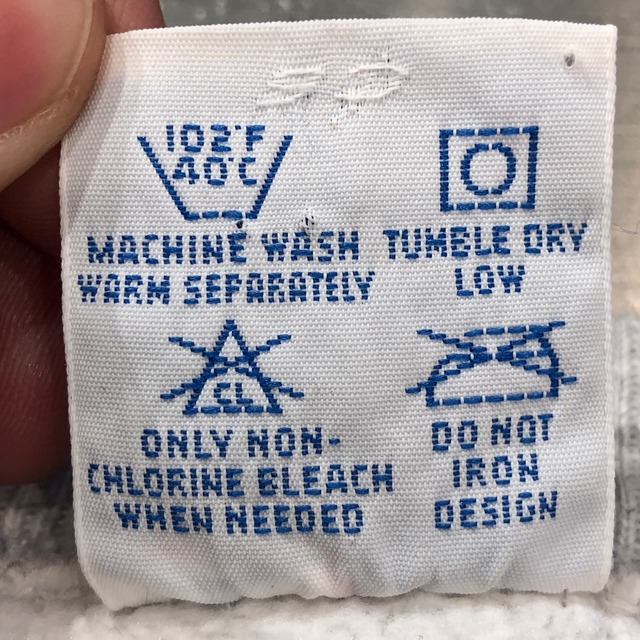 102°F
40°C
MACHINE WASH
WARM SEPARATELY
TUMBLE DRY
LOW
CL
ONLY NON-
CHLORINE BLEACH
WHEN NEEDED
DO NOT
IRON
DESIGN